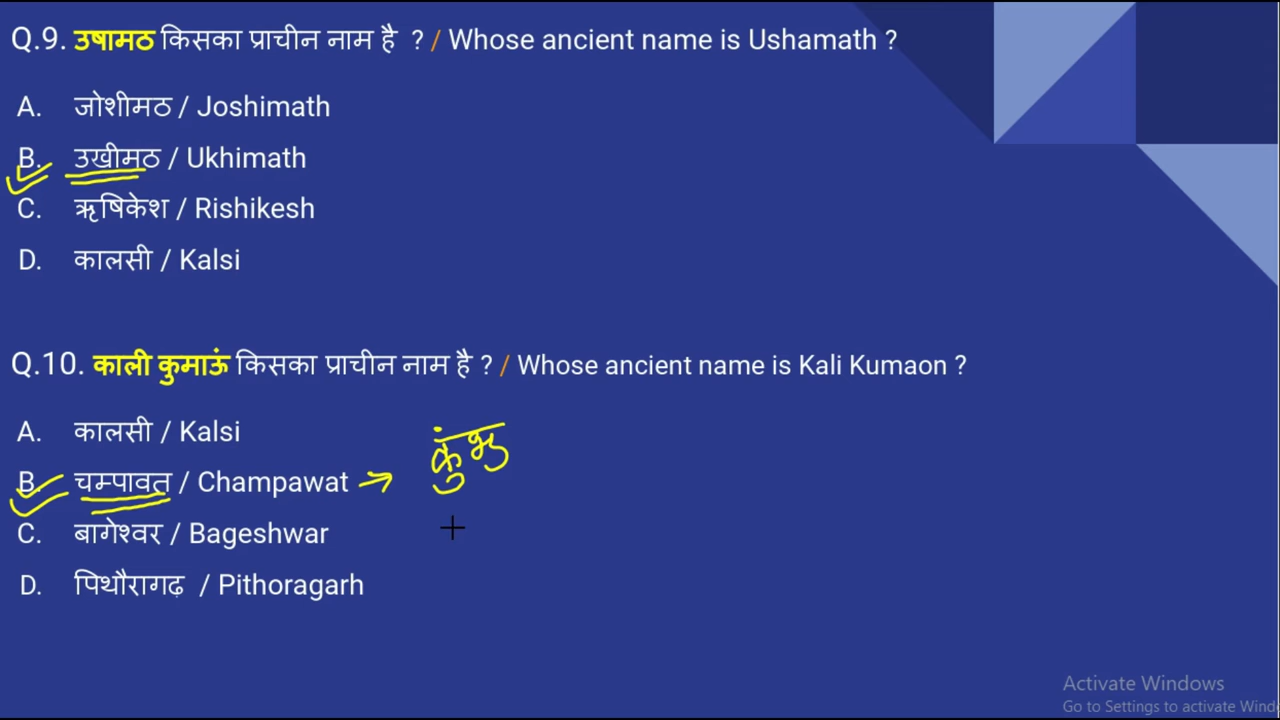 Q.9. उषामठ किसका प्राचीन नाम है ? / Whose ancient name is Ushamath ?
A. जोशीमठ / Joshimath
B. उखीमठ / Ukhimath
C. ऋषिकेश / Rishikesh
D. कालसी / Kalsi
Q.10. काली कुमाऊं किसका प्राचीन नाम है ? / Whose ancient name is Kali Kumaon ?
A. कालसी / Kalsi
B. चम्पावत / Champawat →
C. बागेश्वर / Bageshwar
D. पिथौरागढ़ / Pithoragarh
Activate Windows
Go to Settings to activate Wind